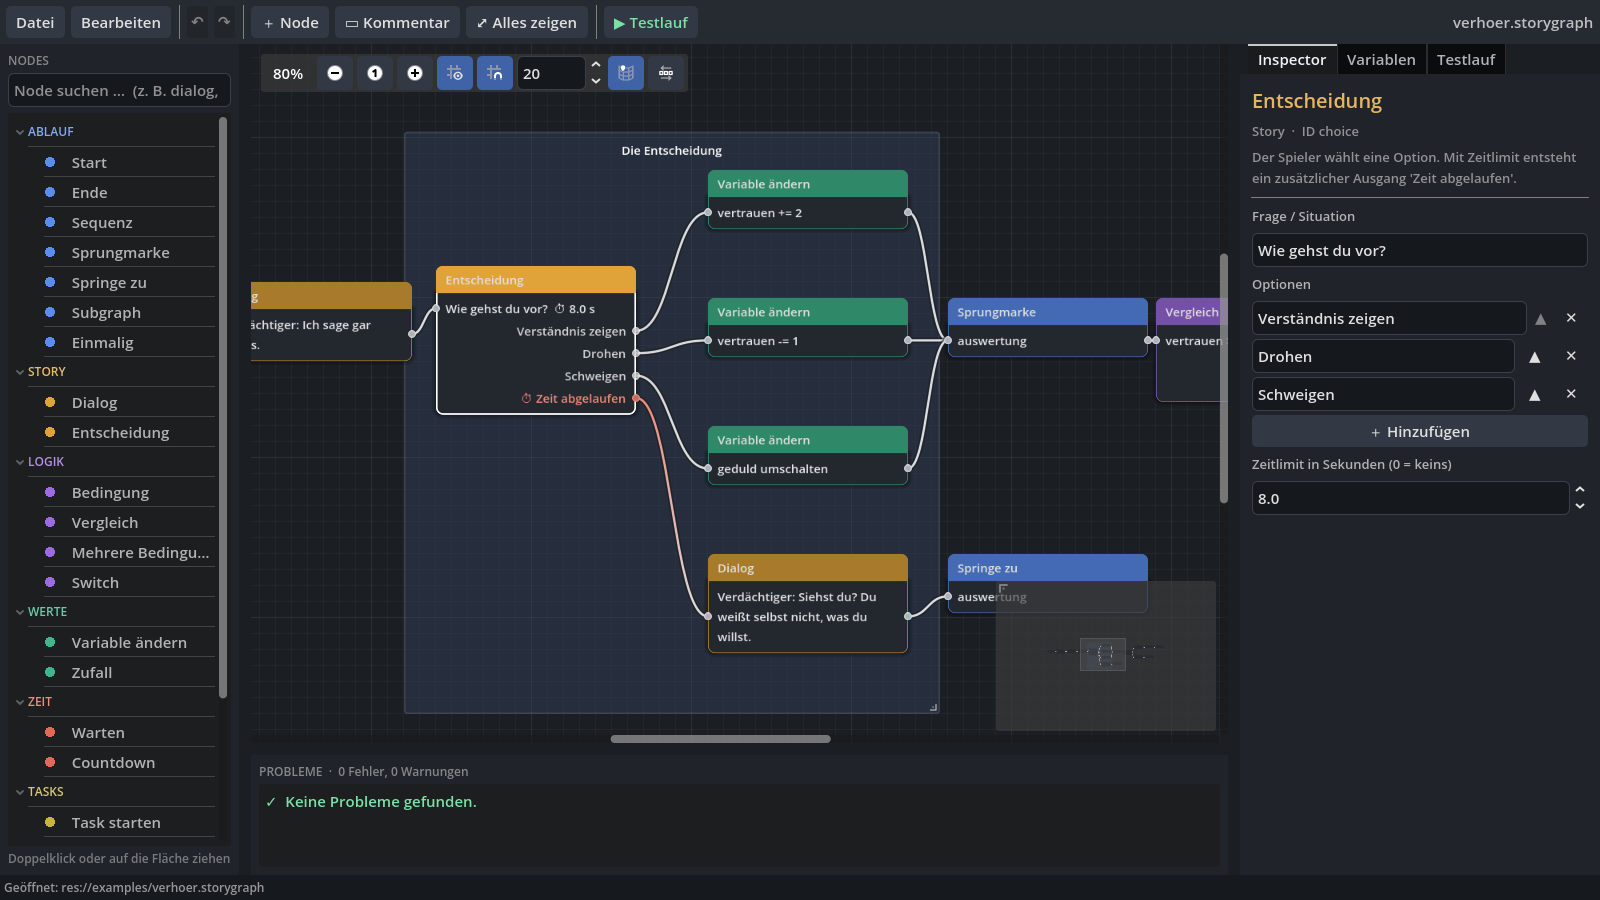 Datei
Bearbeiten
+ Node
Kommentar
Alles zeigen
Testlauf
verhoer.storygraph
NODES
Node suchen ... (z. B. dialog,
ABLAUF
Start
Ende
Sequenz
Sprungmarke
Springe zu
Subgraph
Einmalig
STORY
Dialog
Entscheidung
LOGIK
Bedingung
Vergleich
Mehrere Bedingu...
Switch
WERTE
Variable ändern
Zufall
ZEIT
Warten
Countdown
TASKS
Task starten
Doppelklick oder auf die Fläche ziehen
80%
1
20
Die Entscheidung
g
ächtiger: Ich sage gar
s.
Entscheidung
Wie gehst du vor? ⏱ 8.0 s
Verständnis zeigen
Drohen
Schweigen
⏱ Zeit abgelaufen
Variable ändern
vertrauen += 2
Variable ändern
vertrauen -= 1
Variable ändern
geduld umschalten
Dialog
Verdächtiger: Siehst du? Du
weißt selbst nicht, was du
willst.
Sprungmarke
auswertung
Vergleich
vertrauen
Springe zu
auswertung
PROBLEME · 0 Fehler, 0 Warnungen
✓ Keine Probleme gefunden.
Inspector
Variablen
Testlauf
Entscheidung
Story · ID choice
Der Spieler wählt eine Option. Mit Zeitlimit entsteht
ein zusätzlicher Ausgang 'Zeit abgelaufen'.
Frage / Situation
Wie gehst du vor?
Optionen
Verständnis zeigen
Drohen
Schweigen
+ Hinzufügen
Zeitlimit in Sekunden (0 = keins)
8.0
Geöffnet: res://examples/verhoer.storygraph